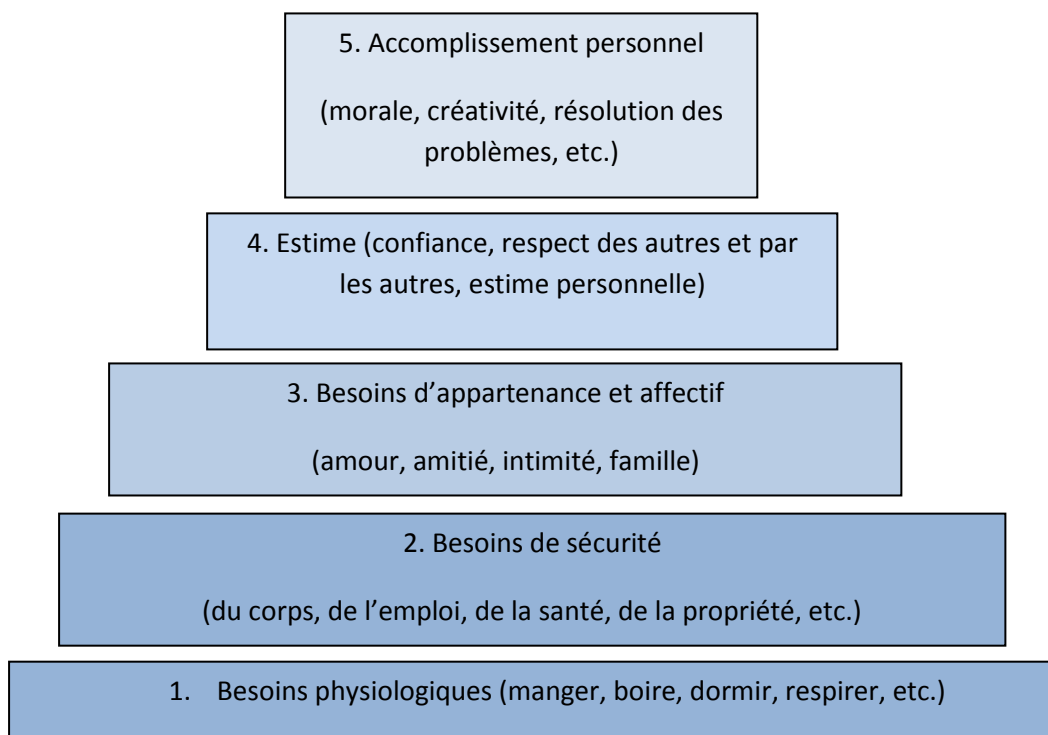 5. Accomplissement personnel
(morale, créativité, résolution des
problèmes, etc.)
4. Estime (confiance, respect des autres et par
les autres, estime personnelle)
3. Besoins d’appartenance et affectif
(amour, amitié, intimité, famille)
2. Besoins de sécurité
(du corps, de l’emploi, de la santé, de la propriété, etc.)
1. Besoins physiologiques (manger, boire, dormir, respirer, etc.)